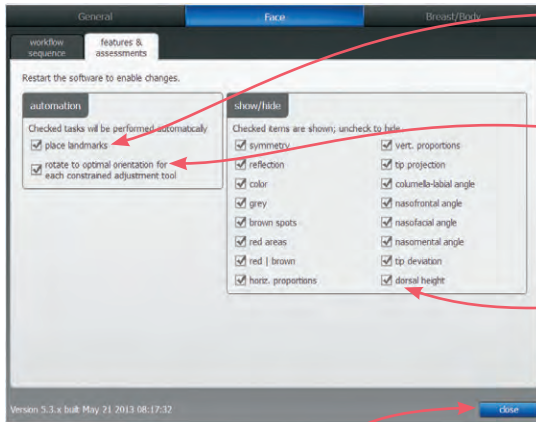 General
Face
Breast/Body
workflow
sequence
features &
assessments
Restart the software to enable changes.
automation
Checked tasks will be performed automatically
place landmarks
rotate to optimal orientation for
each constrained adjustment tool
show/hide
Checked items are shown; uncheck to hide
symmetry
reflection
color
grey
brown spots
red areas
red | brown
horiz. proportions
vert. proportions
tip projection
columella-labial angle
nasofrontal angle
nasofacial angle
nasomental angle
tip deviation
dorsal height
Version 5.3.x built May 21 2013 08:17:32
close